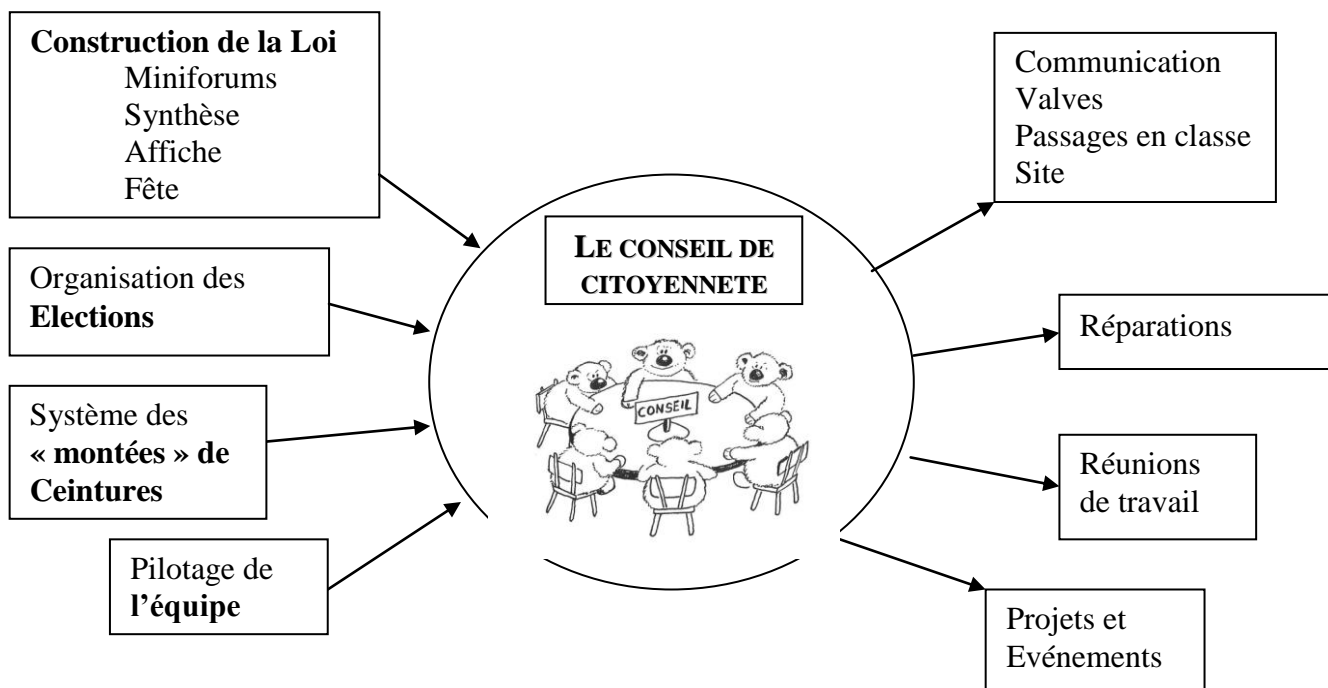 Construction de la Loi
Miniforums
Synthèse
Affiche
Fête
Organisation des
Elections
Système des
« montées » de
Ceintures
Pilotage de
l’équipe
LE CONSEIL DE
CITOYENNETE
CONSEIL
Communication
Valves
Passages en classe
Site
Réparations
Réunions
de travail
Projets et
Evénements